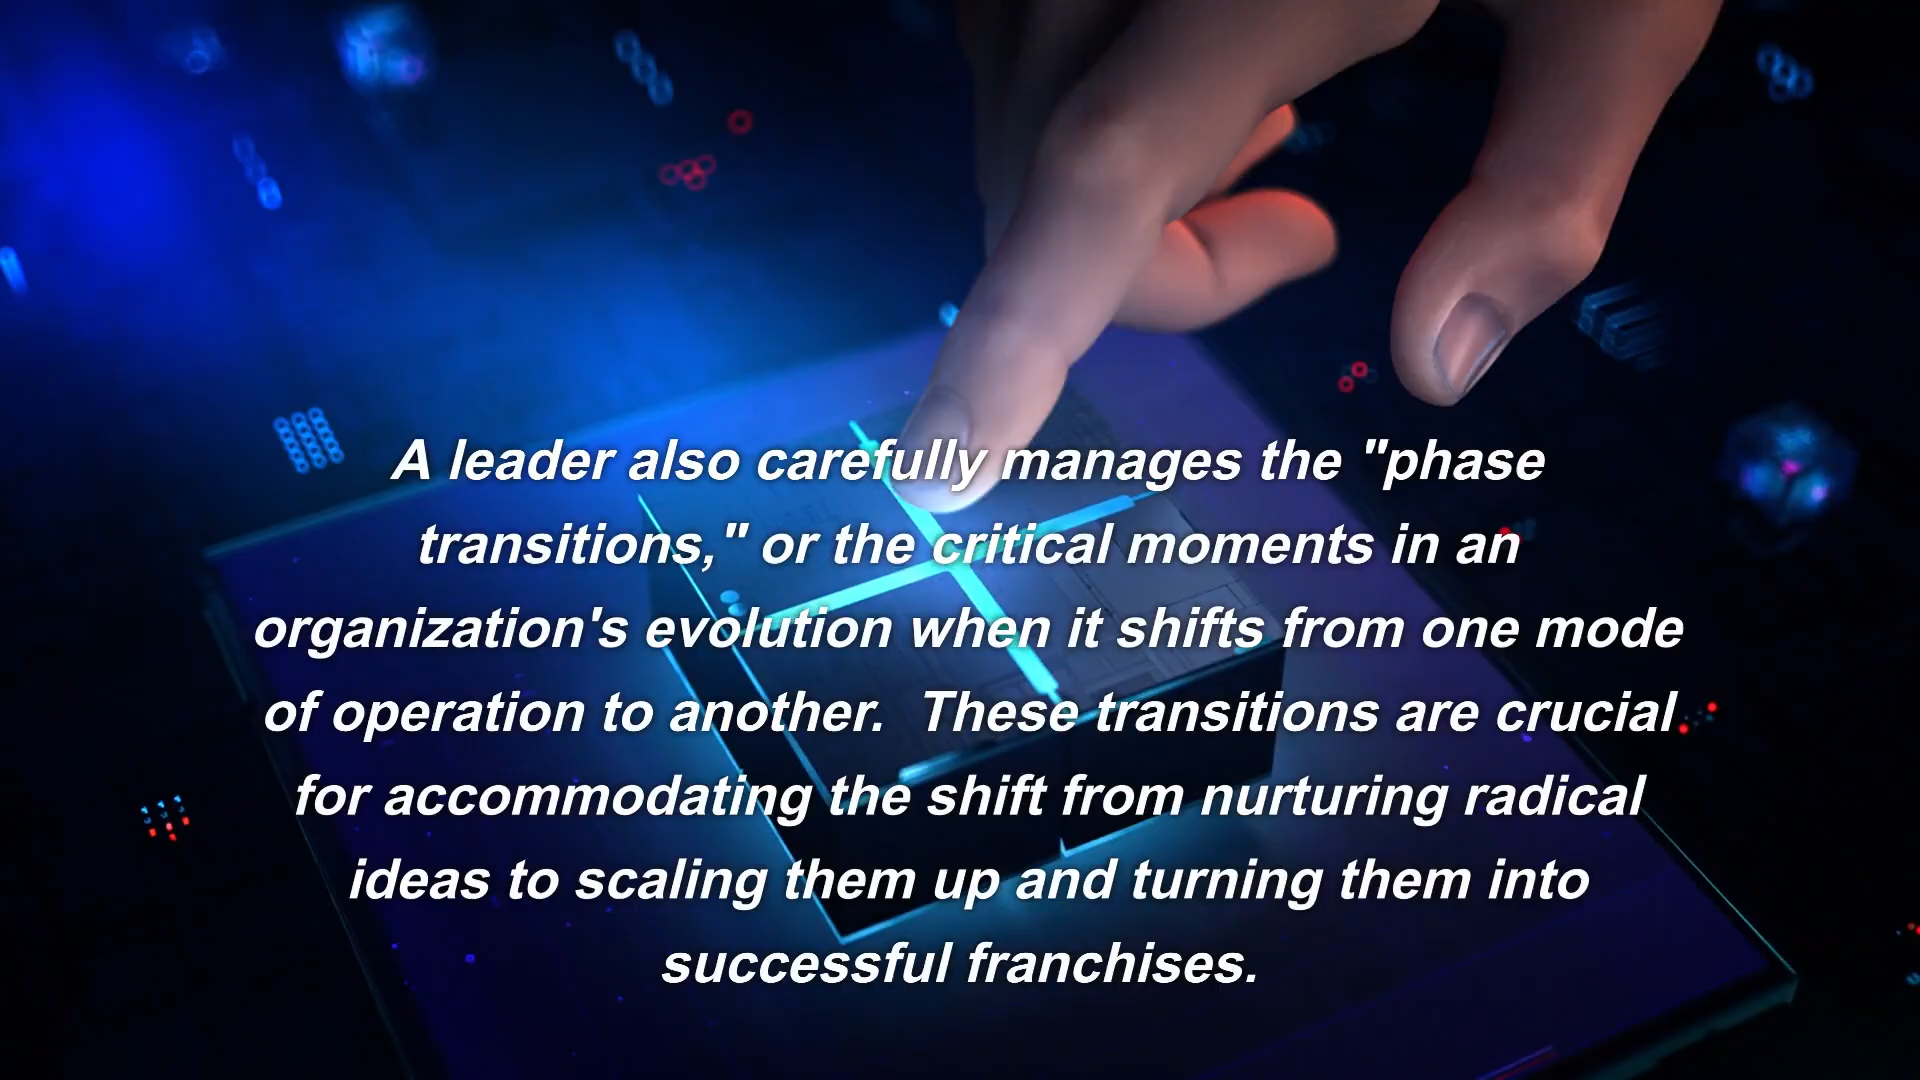 A leader also carefully manages the "phase
transitions," or the critical moments in an
organization's evolution when it shifts from one mode
of operation to another.  These transitions are crucial
for accommodating the shift from nurturing radical
ideas to scaling them up and turning them into
successful franchises.